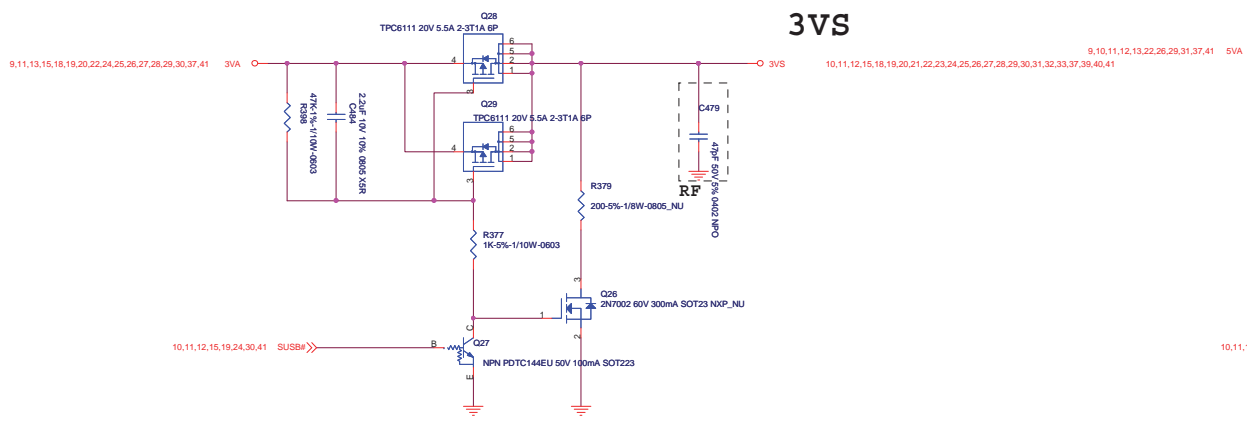 3VS
Q28
TPC6111 20V 5.5A 2-3T1A 6P
9,11,13,15,18,19,20,22,24,25,26,27,28,29,30,37,41 3VA
4
6
5
2
1
3
3VS 10,11,12,15,18,19,20,21,22,23,24,25,26,27,28,29,30,31,32,33,37,39,40,41
9,10,11,12,13,22,26,29,31,37,41 5VA
R398
47K-1%-1/10W-0603
C484
2.2uF 10V 10% 0805 X5R
Q29
TPC6111 20V 5.5A 2-3T1A 6P
4
6
5
2
1
3
C479
47pF 50V 5% 0402 NPO
RF
R379
200-5%-1/8W-0805_NU
R377
1K-5%-1/10W-0603
Q26
2N7002 60V 300mA SOT23 NXP_NU
3
1
2
10,11,12,15,19,24,30,41 SUSB#
B
C
E
Q27
NPN PDTC144EU 50V 100mA SOT223
10,11,1